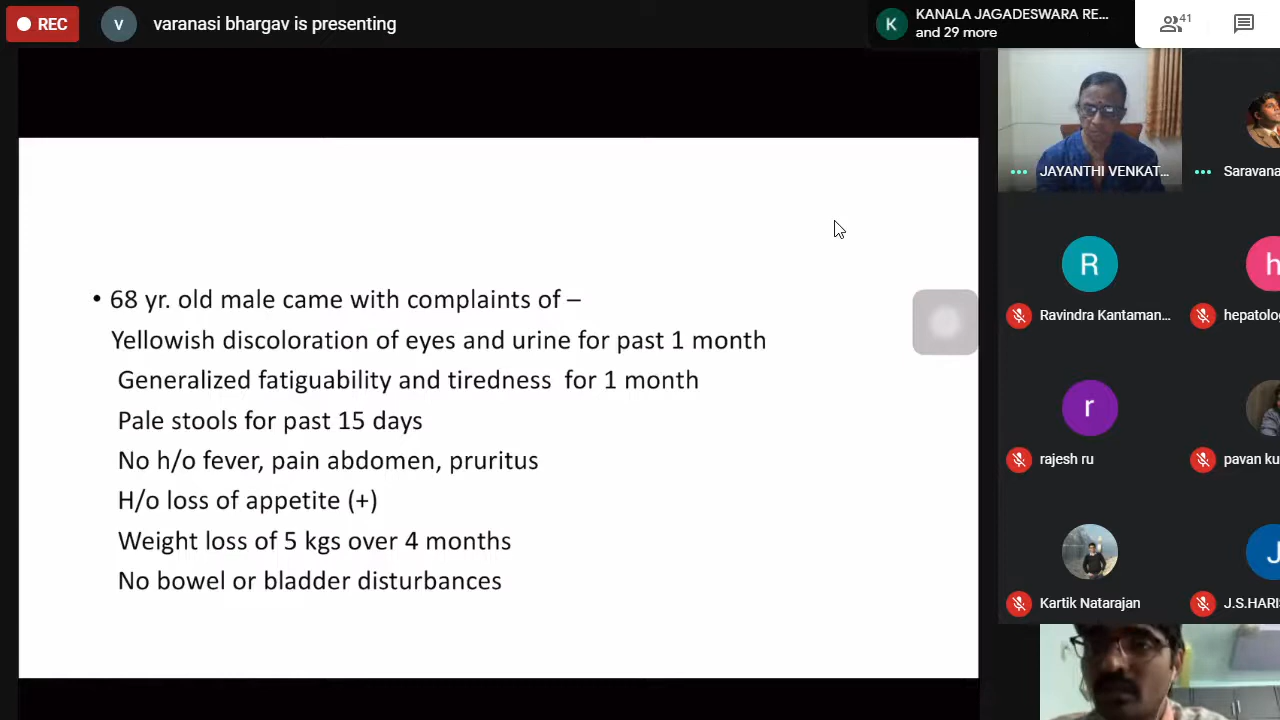 REC
v
varanasi bhargav is presenting
K
KANALA JAGADESWARA RE...
and 29 more
41
• 68 yr. old male came with complaints of –
Yellowish discoloration of eyes and urine for past 1 month
Generalized fatiguability and tiredness for 1 month
Pale stools for past 15 days
No h/o fever, pain abdomen, pruritus
H/o loss of appetite (+)
Weight loss of 5 kgs over 4 months
No bowel or bladder disturbances
JAYANTHI VENKAT...
Saravana
R
h
Ravindra Kantaman...
hepatolo
r
rajesh ru
pavan ku
J
Kartik Natarajan
J.S.HARI